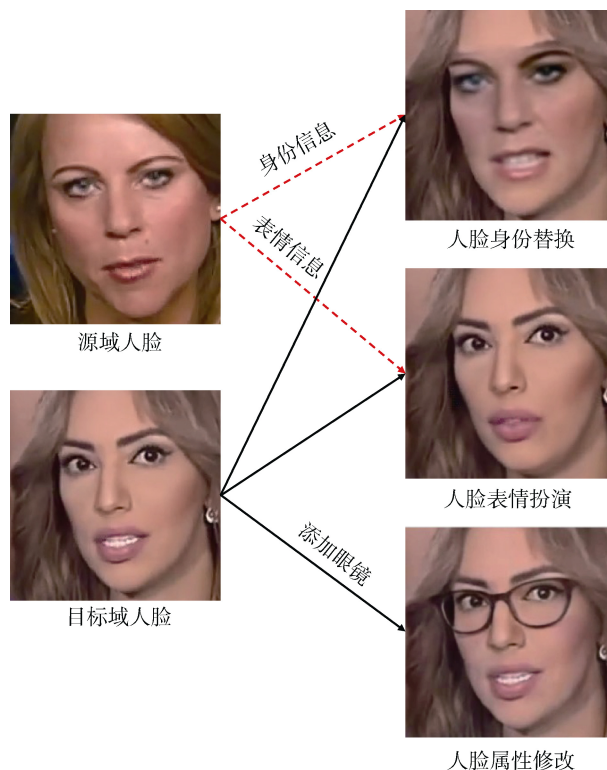 身份信息
人脸身份替换
表情信息
源域人脸
人脸表情扮演
添加眼镜
目标域人脸
人脸属性修改